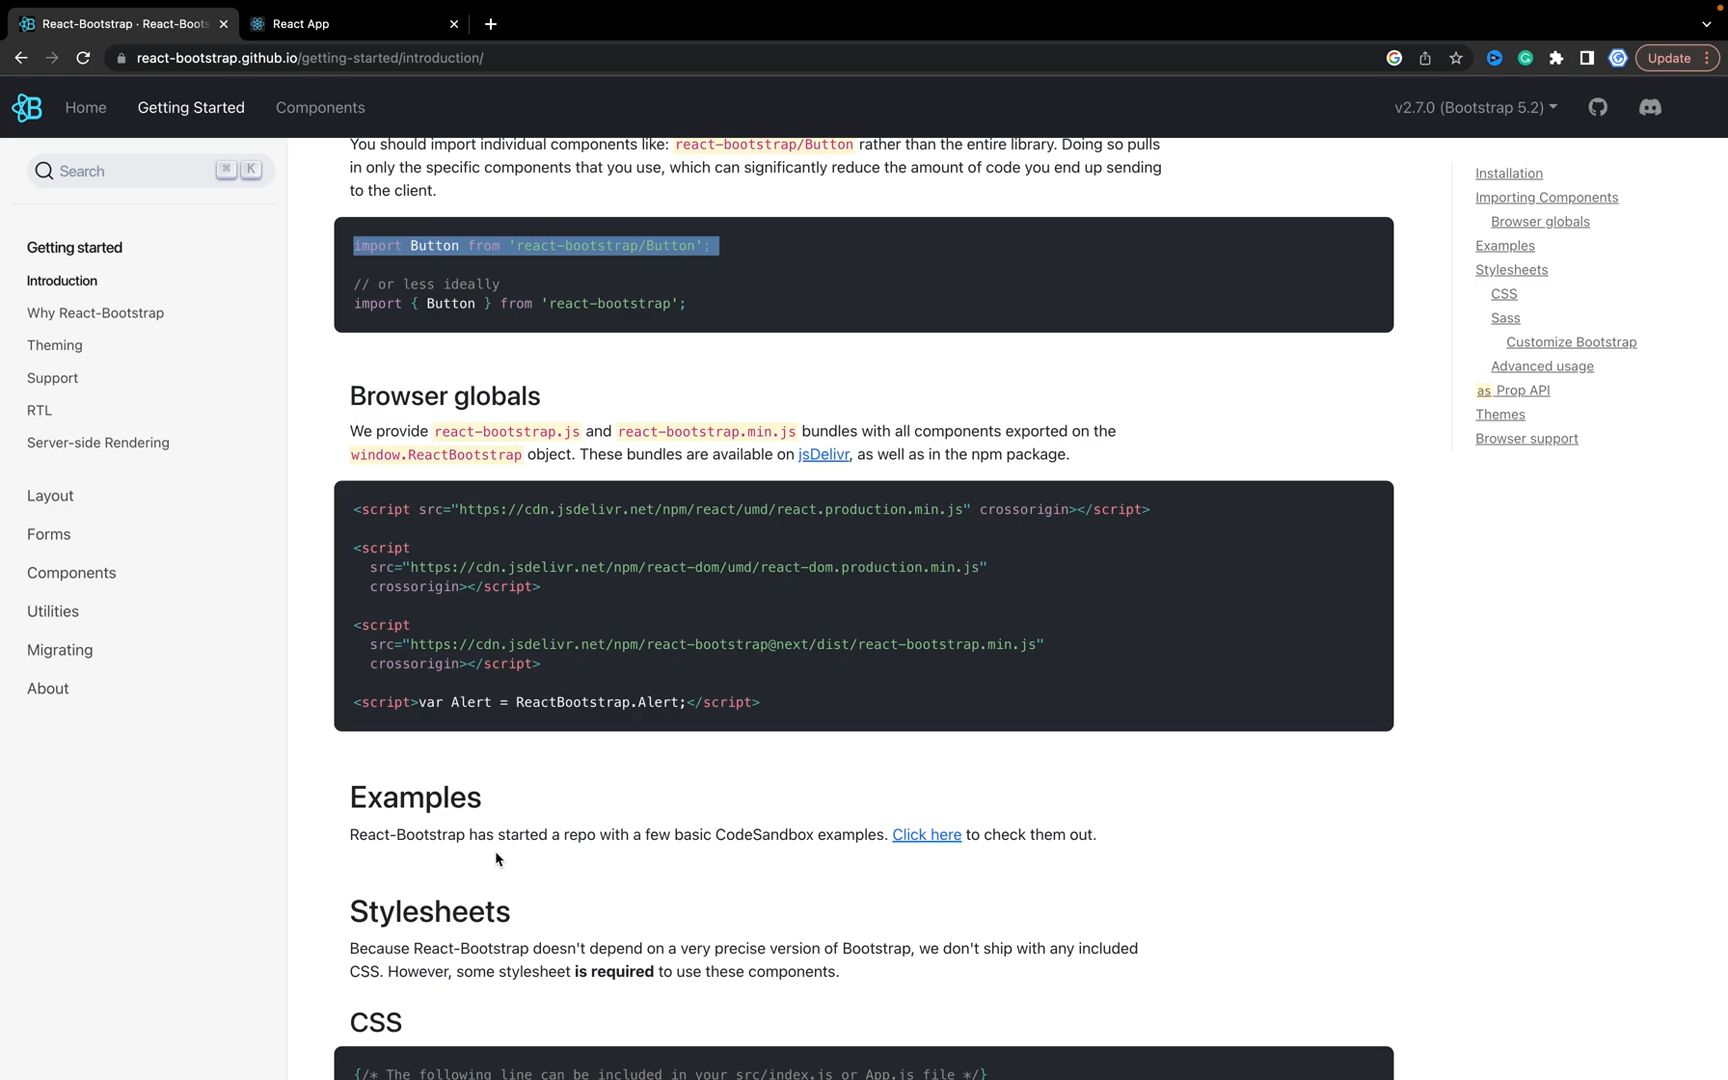 React-Bootstrap · React-Boots
React App
react-bootstrap.github.io/getting-started/introduction/
Update
Home
Getting Started
Components
v2.7.0 (Bootstrap 5.2)
Search
⌘ K
Getting started
Introduction
Why React-Bootstrap
Theming
Support
RTL
Server-side Rendering
Layout
Forms
Components
Utilities
Migrating
About
You should import individual components like: react-bootstrap/Button rather than the entire library. Doing so pulls
in only the specific components that you use, which can significantly reduce the amount of code you end up sending
to the client.
import Button from 'react-bootstrap/Button';
// or less ideally
import { Button } from 'react-bootstrap';
Browser globals
We provide react-bootstrap.js and react-bootstrap.min.js bundles with all components exported on the
window.ReactBootstrap object. These bundles are available on jsDelivr, as well as in the npm package.
<script src="https://cdn.jsdelivr.net/npm/react/umd/react.production.min.js" crossorigin></script>
<script
src="https://cdn.jsdelivr.net/npm/react-dom/umd/react-dom.production.min.js"
crossorigin></script>
<script
src="https://cdn.jsdelivr.net/npm/react-bootstrap@next/dist/react-bootstrap.min.js"
crossorigin></script>
<script>var Alert = ReactBootstrap.Alert;</script>
Examples
React-Bootstrap has started a repo with a few basic CodeSandbox examples. Click here to check them out.
Stylesheets
Because React-Bootstrap doesn't depend on a very precise version of Bootstrap, we don't ship with any included
CSS. However, some stylesheet is required to use these components.
CSS
{/* The following line can be included in your src/index.js or App.js file */}
Installation
Importing Components
Browser globals
Examples
Stylesheets
CSS
Sass
Customize Bootstrap
Advanced usage
as Prop API
Themes
Browser support